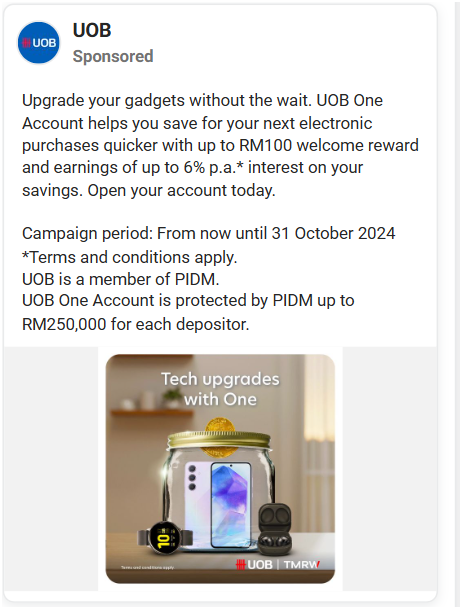 UOB
UOB
Sponsored
Upgrade your gadgets without the wait. UOB One
Account helps you save for your next electronic
purchases quicker with up to RM100 welcome reward
and earnings of up to 6% p.a.* interest on your
savings. Open your account today.
Campaign period: From now until 31 October 2024
*Terms and conditions apply.
UOB is a member of PIDM.
UOB One Account is protected by PIDM up to
RM250,000 for each depositor.
Tech upgrades
with One
10
Terms and conditions apply
UOB | TMRW